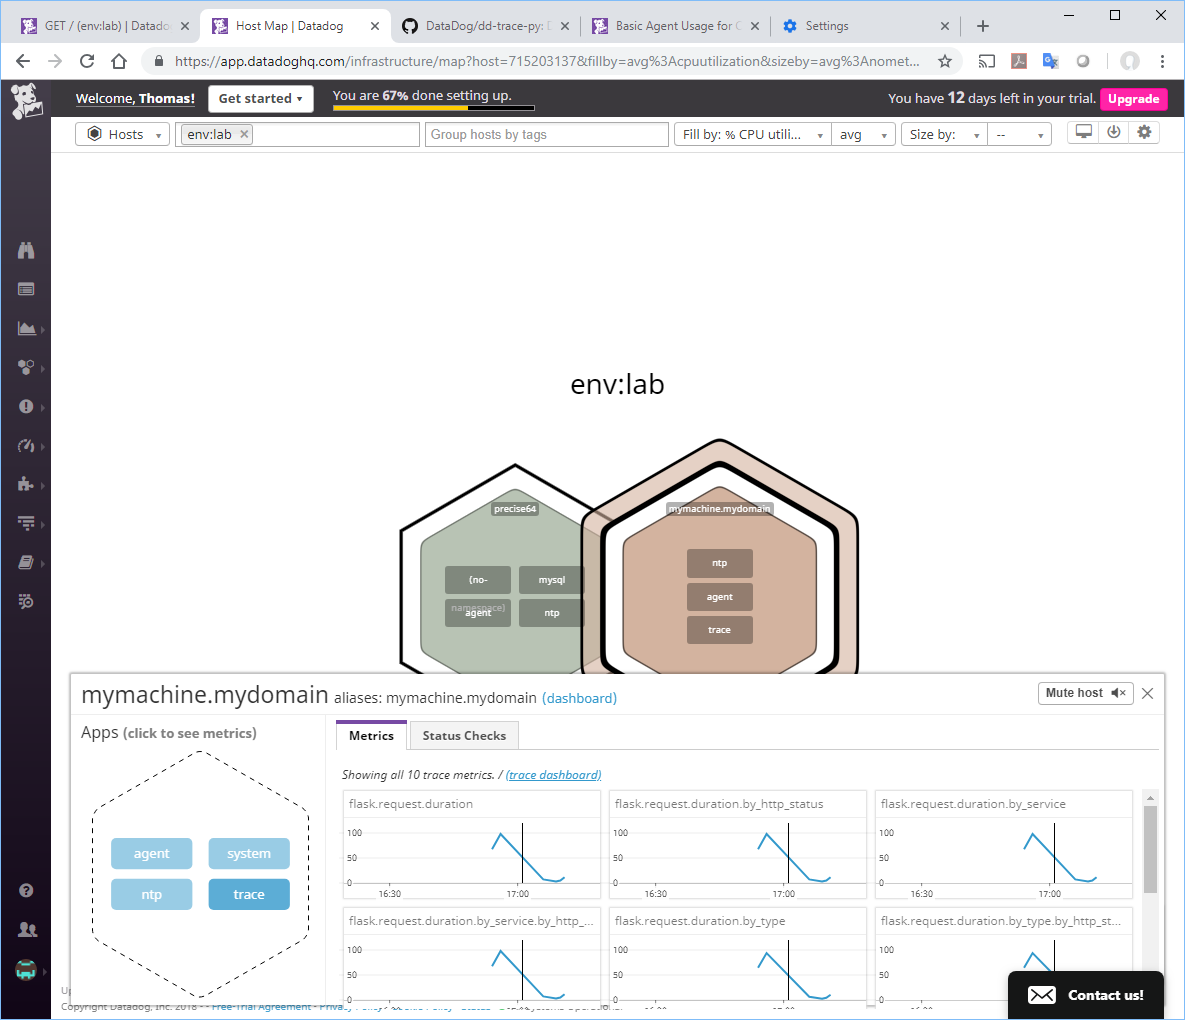 GET / (env:lab) | Datado
Host Map | Datadog
DataDog/dd-trace-py: D
Basic Agent Usage for C
Settings
https://app.datadoghq.com/infrastructure/map?host=715203137&fillby=avg%3Acpuutilization&sizeby=avg%3Anomet...
Welcome, Thomas!
Get started
You are 67% done setting up.
You have 12 days left in your trial.
Upgrade
Hosts
env:lab
Group hosts by tags
Fill by: % CPU utili...
avg
Size by:
--
env:lab
precise64
mymachine.mydomain
{no-
namespace}
mysql
agent
ntp
ntp
agent
trace
mymachine.mydomain aliases: mymachine.mydomain (dashboard)
Mute host
Apps (click to see metrics)
agent
system
ntp
trace
Metrics
Status Checks
Showing all 10 trace metrics. / (trace dashboard)
flask.request.duration
100
50
0
16:30
17:00
flask.request.duration.by_http_status
100
50
0
16:30
17:00
flask.request.duration.by_service
100
50
0
16:30
17:00
flask.request.duration.by_service.by_http_...
100
50
0
flask.request.duration.by_type
100
50
0
flask.request.duration.by_type.by_http_st...
100
50
0
Contact us!
Copyright Datadog, Inc. 2018 - - Free-Trial Agreement - Privacy Policy